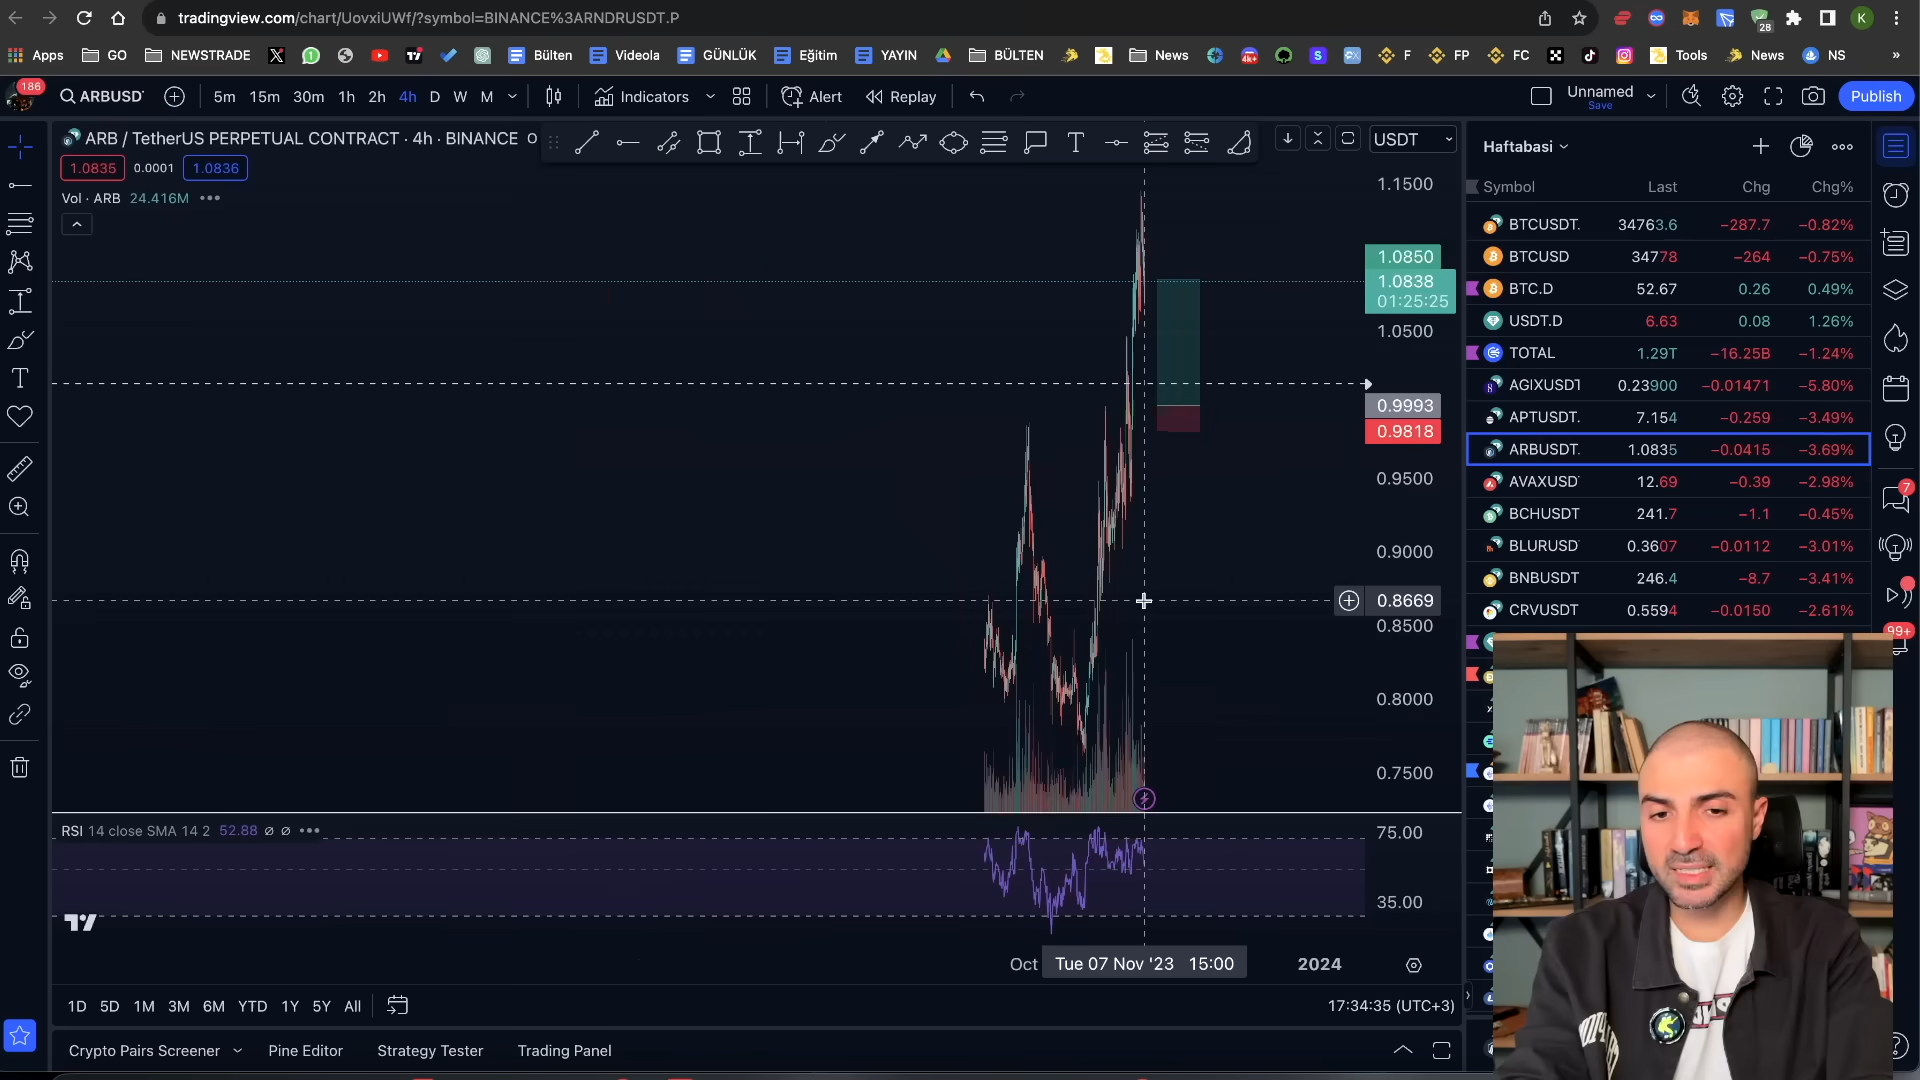 tradingview.com/chart/UovxiUWf/?symbol=BINANCE%3ARNDRUSDT.P
28
K
Apps GO NEWSTRADE Bülten Videola GÜNLÜK Eğitim YAYIN BÜLTEN News 4k+ F FP FC Tools News NS »
186
ARBUSDT 5m 15m 30m 1h 2h 4h D W M Indicators Alert Replay Unnamed Save Publish
ARB / TetherUS PERPETUAL CONTRACT · 4h · BINANCE O
USDT
1.0835 0.0001 1.0836
Vol · ARB 24.416M
1.1500
1.0850
1.0838
01:25:25
1.0500
0.9993
0.9818
0.9500
0.9000
0.8669
0.8500
0.8000
0.7500
RSI 14 close SMA 14 2 52.88 ∅ ∅
75.00
35.00
Oct Tue 07 Nov '23 15:00 2024
1D 5D 1M 3M 6M YTD 1Y 5Y All
17:34:35 (UTC+3)
Crypto Pairs Screener Pine Editor Strategy Tester Trading Panel
Haftabasi
Symbol Last Chg Chg%
BTCUSDT. 34763.6 −287.7 −0.82%
BTCUSD 34778 −264 −0.75%
BTC.D 52.67 0.26 0.49%
USDT.D 6.63 0.08 1.26%
TOTAL 1.29T −16.25B −1.24%
AGIXUSDT 0.23900 −0.01471 −5.80%
APTUSDT. 7.154 −0.259 −3.49%
ARBUSDT. 1.0835 −0.0415 −3.69%
AVAXUSD 12.69 −0.39 −2.98%
BCHUSDT 241.7 −1.1 −0.45%
BLURUSD 0.3607 −0.0112 −3.01%
BNBUSDT 246.4 −8.7 −3.41%
CRVUSDT 0.5594 −0.0150 −2.61%
7
99+